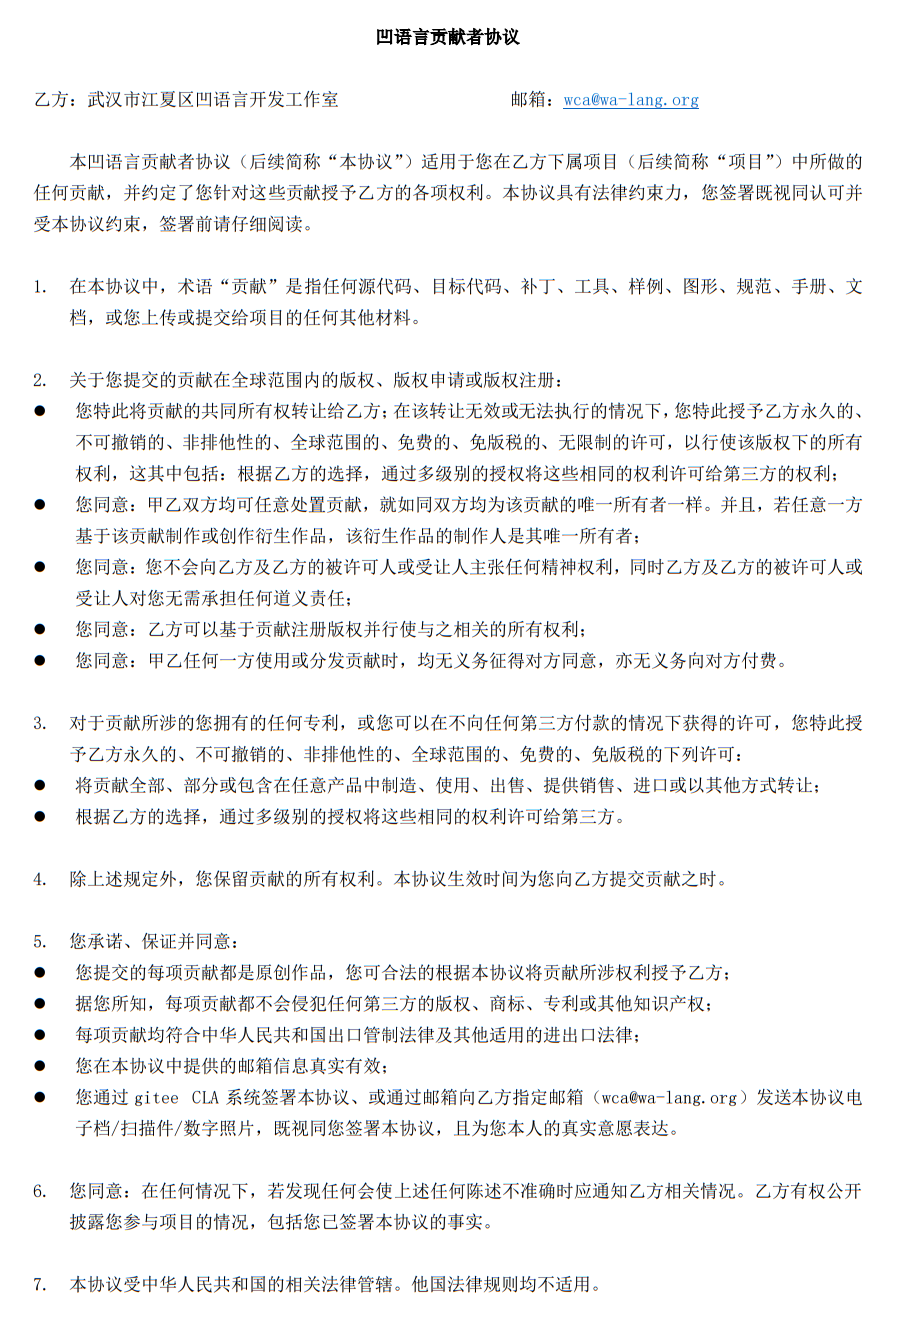 凹语言贡献者协议
乙方：武汉市江夏区凹语言开发工作室 邮箱：wca@wa-lang.org
本凹语言贡献者协议（后续简称“本协议”）适用于您在乙方下属项目（后续简称“项目”）中所做的
任何贡献，并约定了您针对这些贡献授予乙方的各项权利。本协议具有法律约束力，您签署既视同认可并
受本协议约束，签署前请仔细阅读。
1. 在本协议中，术语“贡献”是指任何源代码、目标代码、补丁、工具、样例、图形、规范、手册、文
档，或您上传或提交给项目的任何其他材料。
2. 关于您提交的贡献在全球范围内的版权、版权申请或版权注册：
● 您特此将贡献的共同所有权转让给乙方；在该转让无效或无法执行的情况下，您特此授予乙方永久的、
不可撤销的、非排他性的、全球范围的、免费的、免版税的、无限制的许可，以行使该版权下的所有
权利，这其中包括：根据乙方的选择，通过多级别的授权将这些相同的权利许可给第三方的权利；
● 您同意：甲乙双方均可任意处置贡献，就如同双方均为该贡献的唯一所有者一样。并且，若任意一方
基于该贡献制作或创作衍生作品，该衍生作品的制作人是其唯一所有者；
● 您同意：您不会向乙方及乙方的被许可人或受让人主张任何精神权利，同时乙方及乙方的被许可人或
受让人对您无需承担任何道义责任；
● 您同意：乙方可以基于贡献注册版权并行使与之相关的所有权利；
● 您同意：甲乙任何一方使用或分发贡献时，均无义务征得对方同意，亦无义务向对方付费。
3. 对于贡献所涉的您拥有的任何专利，或您可以在不向任何第三方付款的情况下获得的许可，您特此授
予乙方永久的、不可撤销的、非排他性的、全球范围的、免费的、免版税的下列许可：
● 将贡献全部、部分或包含在任意产品中制造、使用、出售、提供销售、进口或以其他方式转让；
● 根据乙方的选择，通过多级别的授权将这些相同的权利许可给第三方。
4. 除上述规定外，您保留贡献的所有权利。本协议生效时间为您向乙方提交贡献之时。
5. 您承诺、保证并同意：
● 您提交的每项贡献都是原创作品，您可合法的根据本协议将贡献所涉权利授予乙方；
● 据您所知，每项贡献都不会侵犯任何第三方的版权、商标、专利或其他知识产权；
● 每项贡献均符合中华人民共和国出口管制法律及其他适用的进出口法律；
● 您在本协议中提供的邮箱信息真实有效；
● 您通过 gitee CLA 系统签署本协议、或通过邮箱向乙方指定邮箱（wca@wa-lang.org）发送本协议电
子档/扫描件/数字照片，既视同您签署本协议，且为您本人的真实意愿表达。
6. 您同意：在任何情况下，若发现任何会使上述任何陈述不准确时应通知乙方相关情况。乙方有权公开
披露您参与项目的情况，包括您已签署本协议的事实。
7. 本协议受中华人民共和国的相关法律管辖。他国法律规则均不适用。